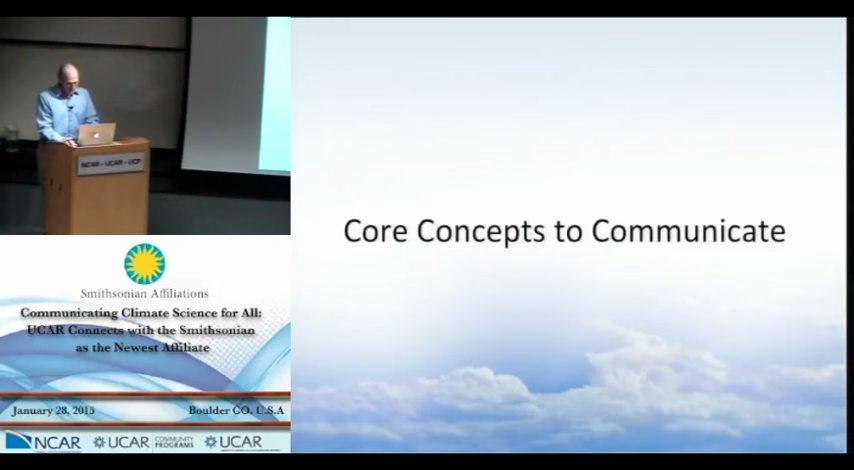 NCAR - UCAR - UCP
Core Concepts to Communicate
Smithsonian Affiliations
Communicating Climate Science for All:
UCAR Connects with the Smithsonian
as the Newest Affiliate
January 28, 2015
Boulder CO. U.S.A
NCAR
UCAR
COMMUNITY
PROGRAMS
UCAR